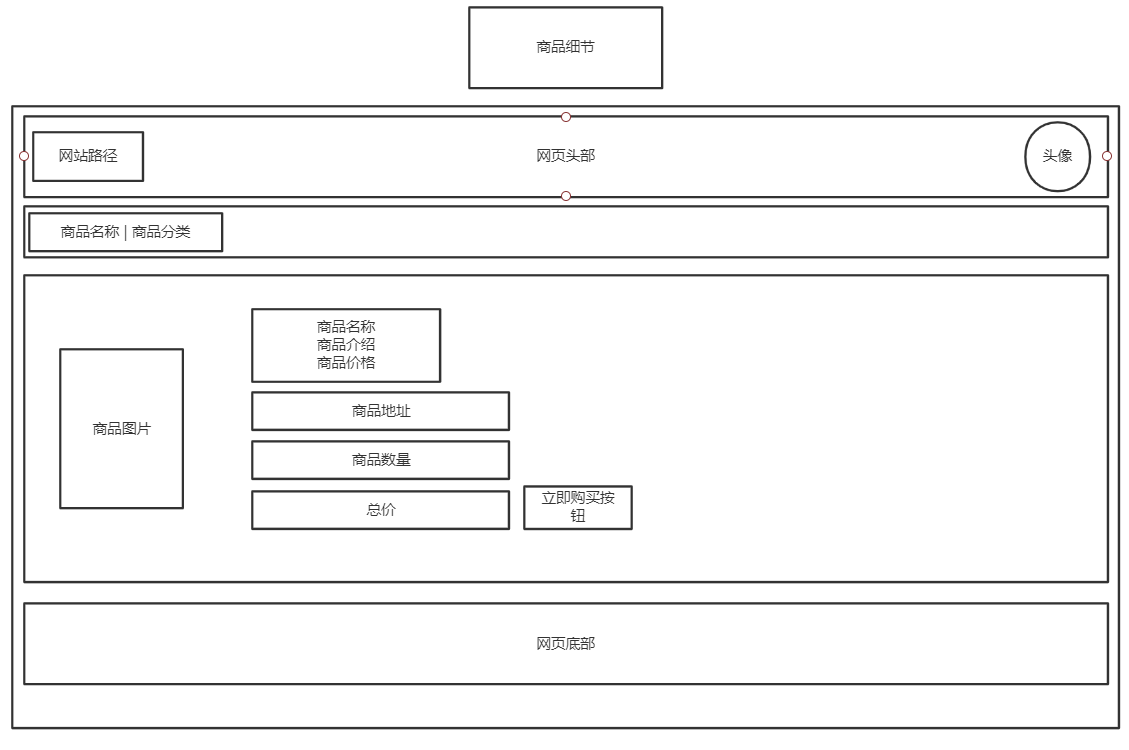 商品细节
网站路径
网页头部
头像
商品名称 | 商品分类
商品图片
商品名称
商品介绍
商品价格
商品地址
商品数量
总价
立即购买按
钮
网页底部